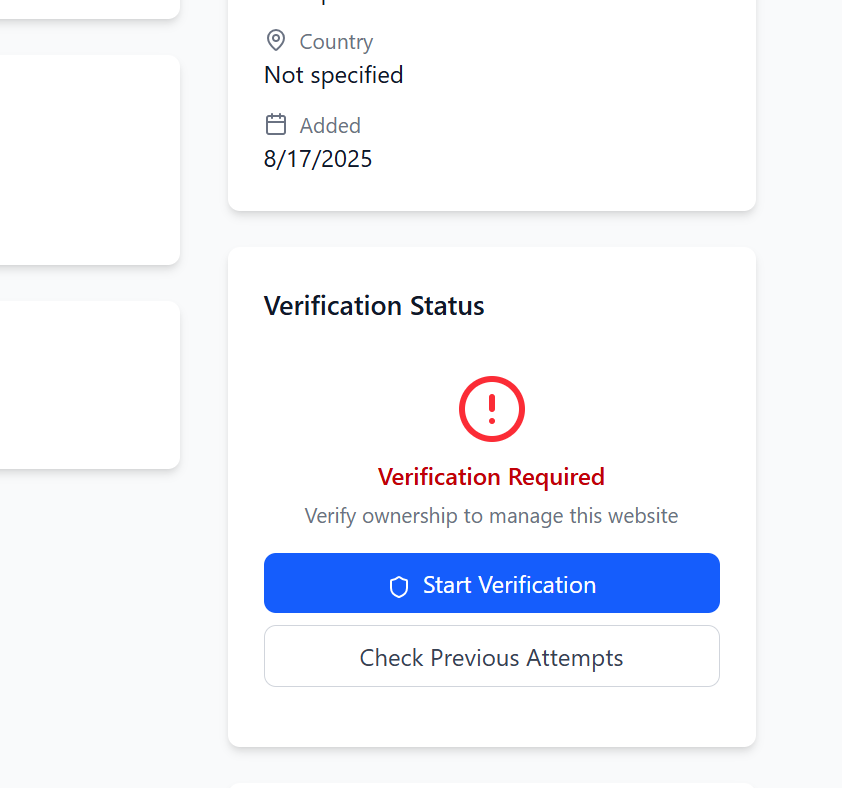 Country
Not specified
Added
8/17/2025
Verification Status
Verification Required
Verify ownership to manage this website
Start Verification
Check Previous Attempts